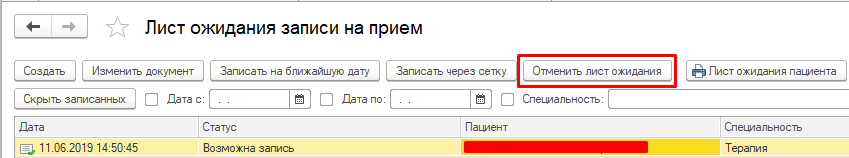 Лист ожидания записи на прием
Создать Изменить документ Записать на ближайшую дату Записать через сетку Отменить лист ожидания Лист ожидания пациента
Скрыть записанных Дата с: . . Дата по: . . Специальность:
Дата Статус Пациент Специальность
11.06.2019 14:50:45 Возможна запись Терапия